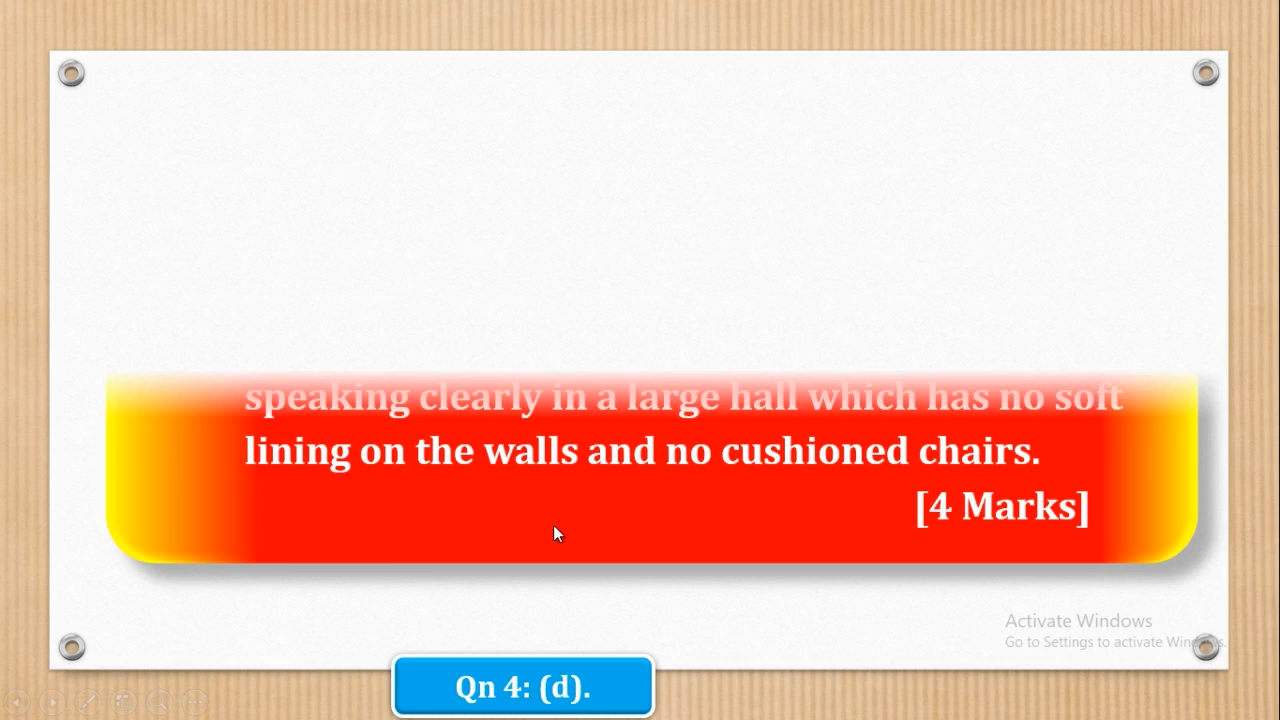 speaking clearly in a large hall which has no soft
lining on the walls and no cushioned chairs.
[4 Marks]
Activate Windows
Go to Settings to activate Windows.
Qn 4: (d).